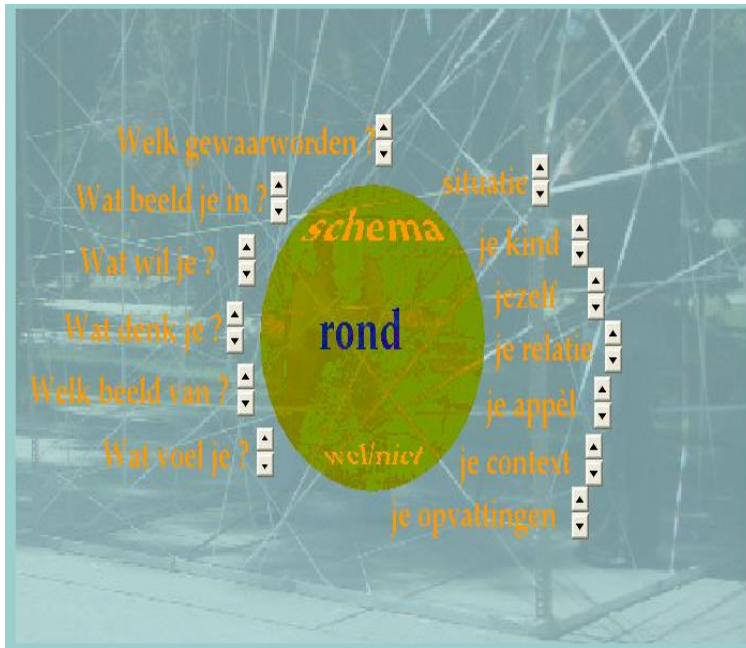 Welk gewaarworden ?
Wat beeld je in ?
Wat wil je ?
Wat denk je ?
Welk beeld van ?
Wat voel je ?
schema
rond
wel/niet
situatie
je kind
jezelf
je relatie
je appèl
je context
je opvattingen